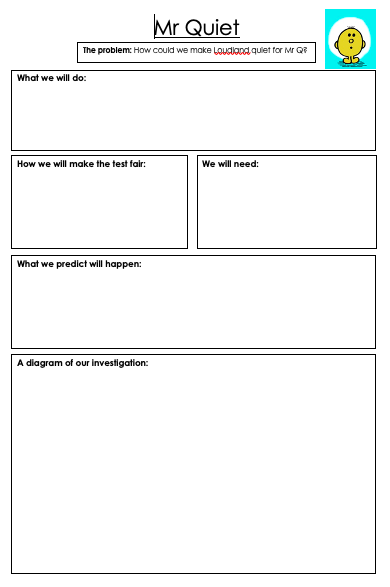 Mr Quiet
The problem: How could we make Loudland quiet for Mr Q?
What we will do:
How we will make the test fair:
We will need:
What we predict will happen:
A diagram of our investigation: